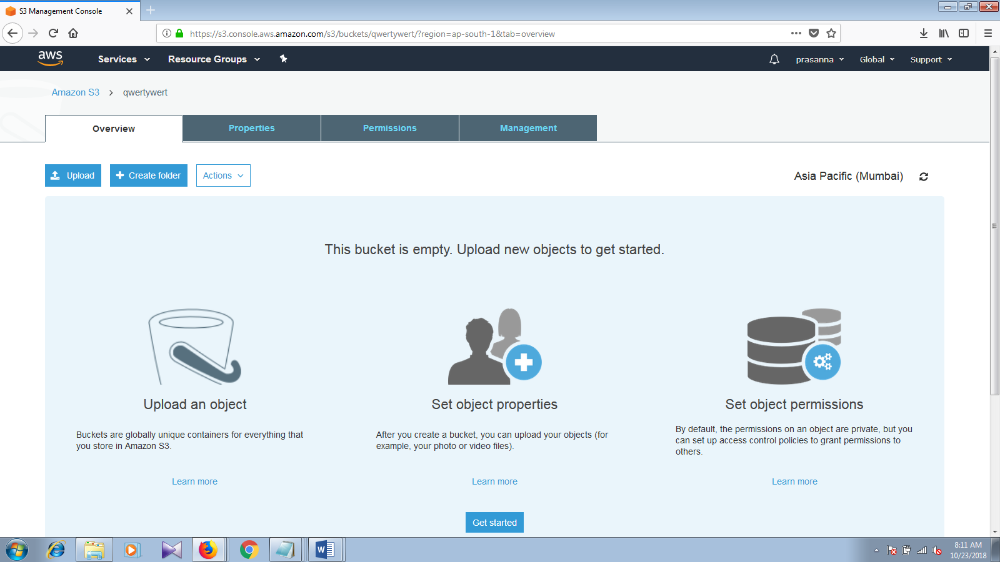 S3 Management Console
https://s3.console.aws.amazon.com/s3/buckets/qwertywert/?region=ap-south-1&tab=overview
aws Services Resource Groups prasanna Global Support
Amazon S3 > qwertywert
Overview Properties Permissions Management
Upload Create folder Actions Asia Pacific (Mumbai)
This bucket is empty. Upload new objects to get started.
Upload an object
Buckets are globally unique containers for everything that
you store in Amazon S3.
Learn more
Set object properties
After you create a bucket, you can upload your objects (for
example, your photo or video files).
Learn more
Set object permissions
By default, the permissions on an object are private, but you
can set up access control policies to grant permissions to
others.
Learn more
Get started
8:11 AM
10/23/2018